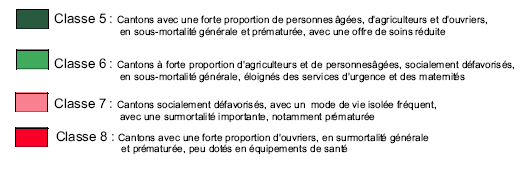 Classe 5 : Cantons avec une forte proportion de personnes âgées, d'agriculteurs et d'ouvriers,
en sous-mortalité générale et prématurée, avec une offre de soins réduite
Classe 6 : Cantons à forte proportion d'agriculteurs et de personnesâgées, socialement défavorisés,
en sous-mortalité générale, éloignés des services d'urgence et des maternités
Classe 7 : Cantons socialement défavorisés, avec un mode de vie isolée fréquent,
avec une surmortalité importante, notamment prématurée
Classe 8 : Cantons avec une forte proportion d'ouvriers, en surmortalité générale
et prématurée, peu dotés en équipements de santé